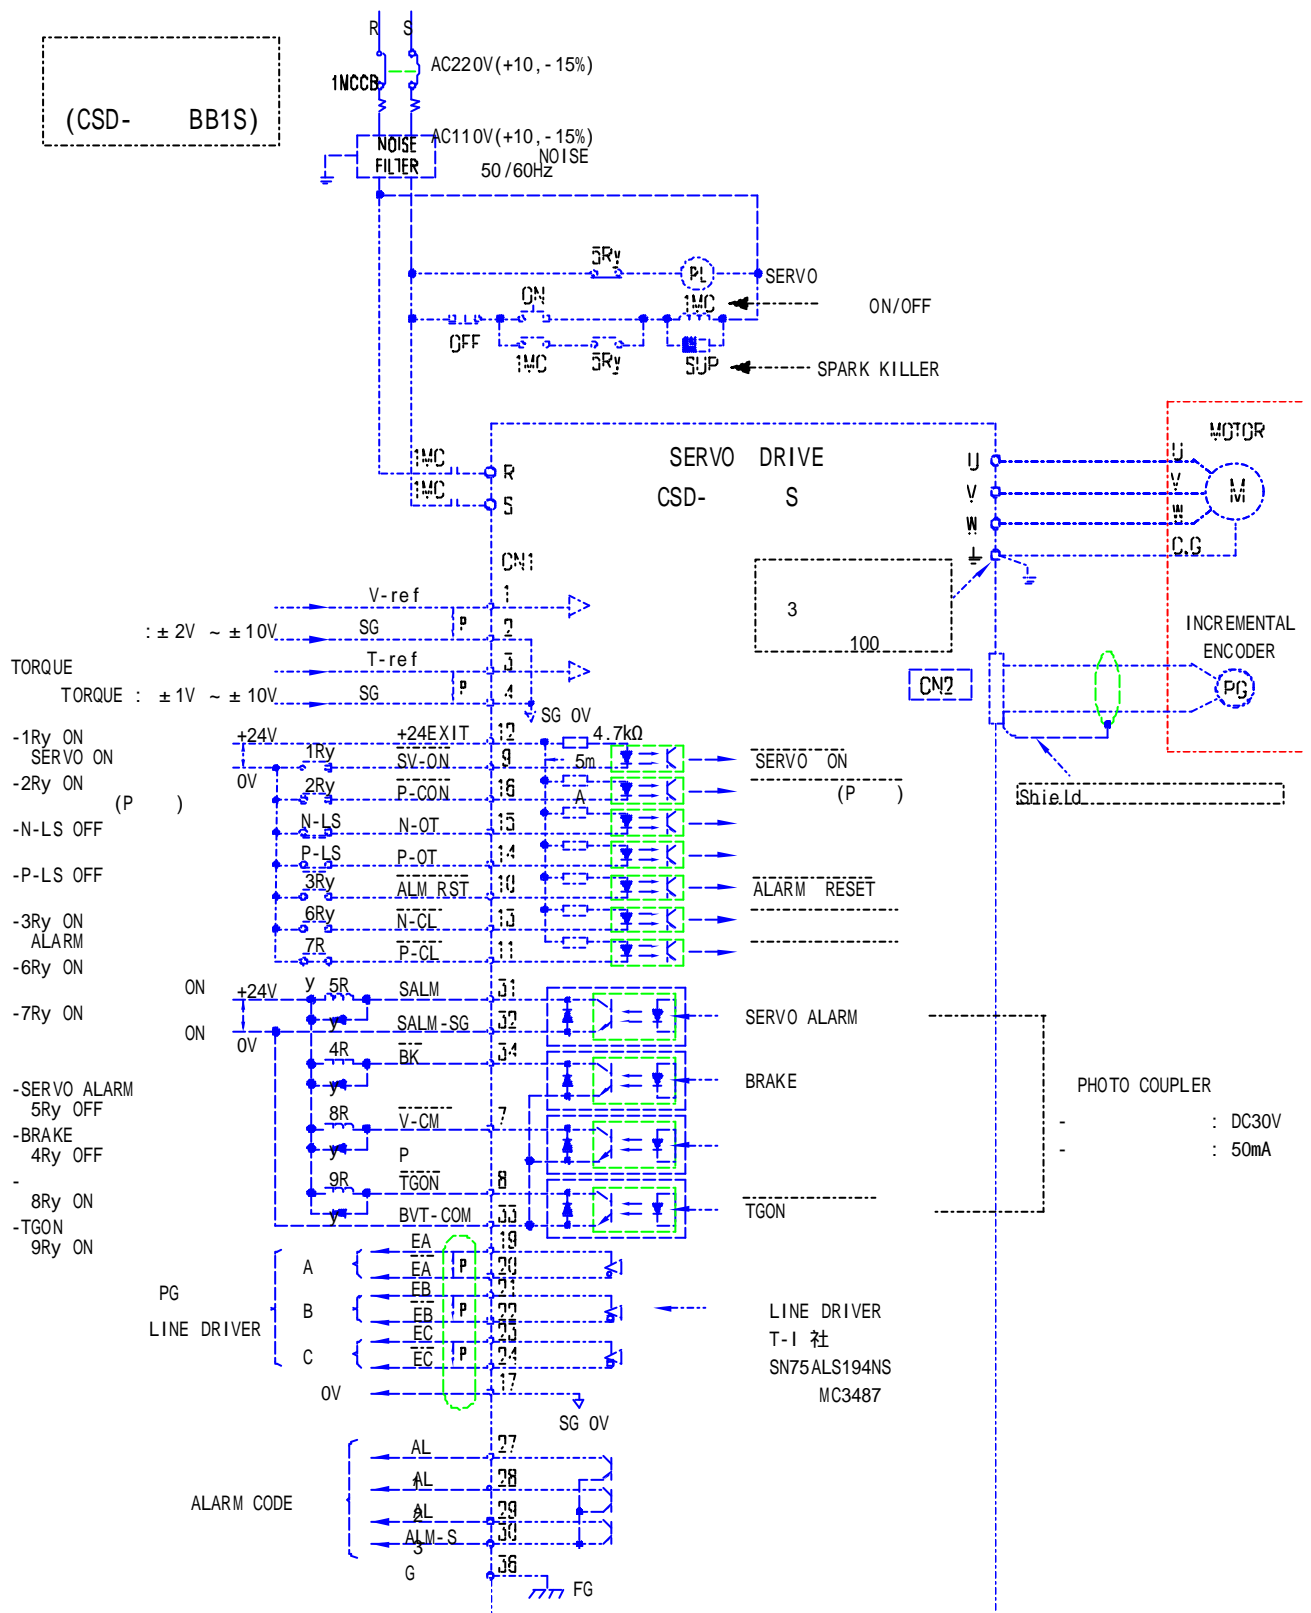 R S
AC220V(+10,-15%)
1MCCB
(CSD- BB1S)
AC110V(+10,-15%)
NOISE
FILTER
NOISE
50/60Hz
5Ry
PL
SERVO
ON
1MC
ON/OFF
OFF
1MC
5Ry
SUP
SPARK KILLER
SERVO DRIVE
CSD- S
1MC
R
1MC
S
U
V
W
MOTOR
U
V
W
C.G
M
CN1
3
100
V-ref
1
: ±2V ~ ±10V
SG
P
2
TORQUE
T-ref
3
TORQUE : ±1V ~ ±10V
SG
P
4
SG 0V
INCREMENTAL
ENCODER
CN2
PG
Shield
-1Ry ON
SERVO ON
-2Ry ON
(P )
-N-LS OFF
-P-LS OFF
-3Ry ON
ALARM
-6Ry ON
-7Ry ON
+24V
0V
+24EXIT
12
4.7kΩ
1Ry
SV-ON
9
5m
A
SERVO ON
2Ry
P-CON
16
(P )
N-LS
N-OT
15
P-LS
P-OT
14
3Ry
ALM RST
10
ALARM RESET
6Ry
N-CL
13
7R
y
P-CL
11
ON
+24V
ON
0V
5R
y
SALM
31
SALM-SG
32
SERVO ALARM
4R
y
BK
34
BRAKE
PHOTO COUPLER
- : DC30V
- : 50mA
-SERVO ALARM
5Ry OFF
-BRAKE
4Ry OFF
-
8Ry ON
-TGON
9Ry ON
8R
y
V-CM
7
P
9R
y
TGON
8
BVT-COM
33
TGON
PG
LINE DRIVER
A
EA
19
EA
P
20
B
EB
21
EB
P
22
C
EC
23
EC
P
24
0V
17
SG 0V
LINE DRIVER
T-I 社
SN75ALS194NS
MC3487
ALARM CODE
AL
27
1
AL
28
2
AL
29
3
ALM-S
30
G
36
FG